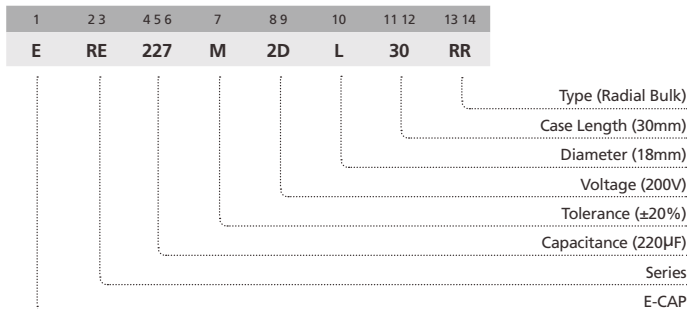 1 2 3 4 5 6 7 8 9 10 11 12 13 14
E RE 227 M 2D L 30 RR
Type (Radial Bulk)
Case Length (30mm)
Diameter (18mm)
Voltage (200V)
Tolerance (±20%)
Capacitance (220µF)
Series
E-CAP